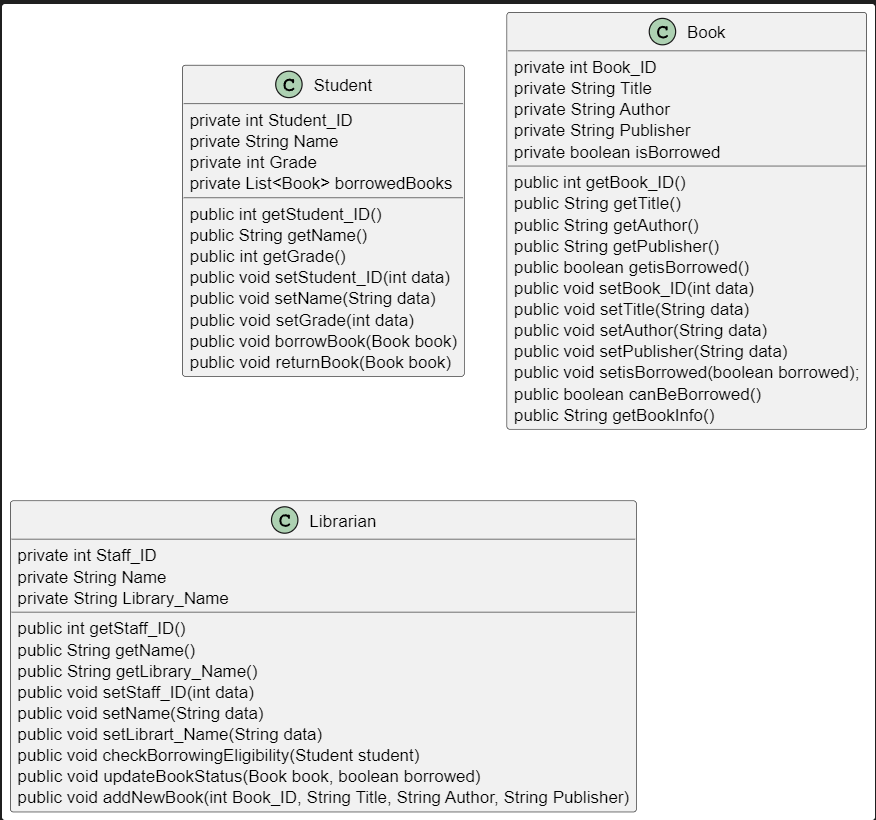 C Student
private int Student_ID
private String Name
private int Grade
private List<Book> borrowedBooks
public int getStudent_ID()
public String getName()
public int getGrade()
public void setStudent_ID(int data)
public void setName(String data)
public void setGrade(int data)
public void borrowBook(Book book)
public void returnBook(Book book)
C Book
private int Book_ID
private String Title
private String Author
private String Publisher
private boolean isBorrowed
public int getBook_ID()
public String getTitle()
public String getAuthor()
public String getPublisher()
public boolean getisBorrowed()
public void setBook_ID(int data)
public void setTitle(String data)
public void setAuthor(String data)
public void setPublisher(String data)
public void setisBorrowed(boolean borrowed);
public boolean canBeBorrowed()
public String getBookInfo()
C Librarian
private int Staff_ID
private String Name
private String Library_Name
public int getStaff_ID()
public String getName()
public String getLibrary_Name()
public void setStaff_ID(int data)
public void setName(String data)
public void setLibrart_Name(String data)
public void checkBorrowingEligibility(Student student)
public void updateBookStatus(Book book, boolean borrowed)
public void addNewBook(int Book_ID, String Title, String Author, String Publisher)